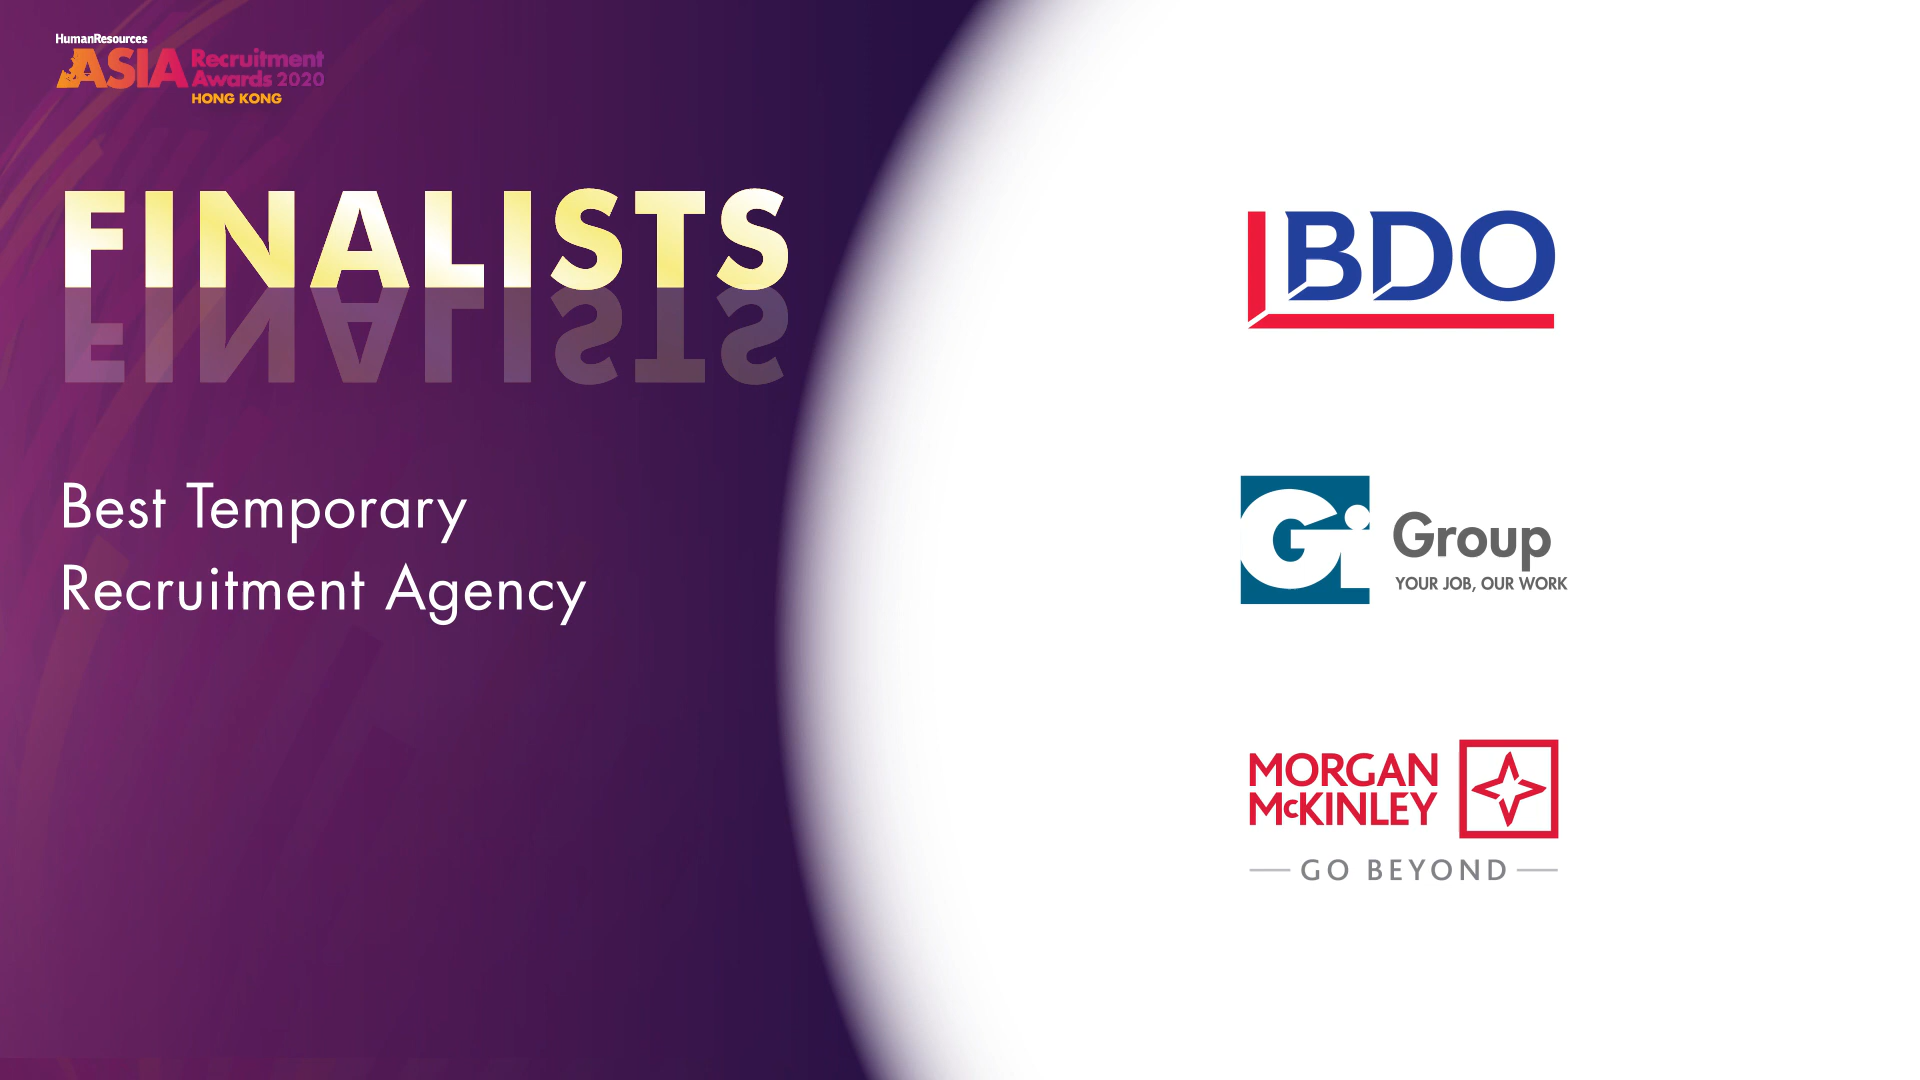 HumanResources
ASIA Recruitment
Awards 2020
HONG KONG
FINALISTS
Best Temporary
Recruitment Agency
BDO
Gi Group
YOUR JOB, OUR WORK
MORGAN
McKINLEY
GO BEYOND